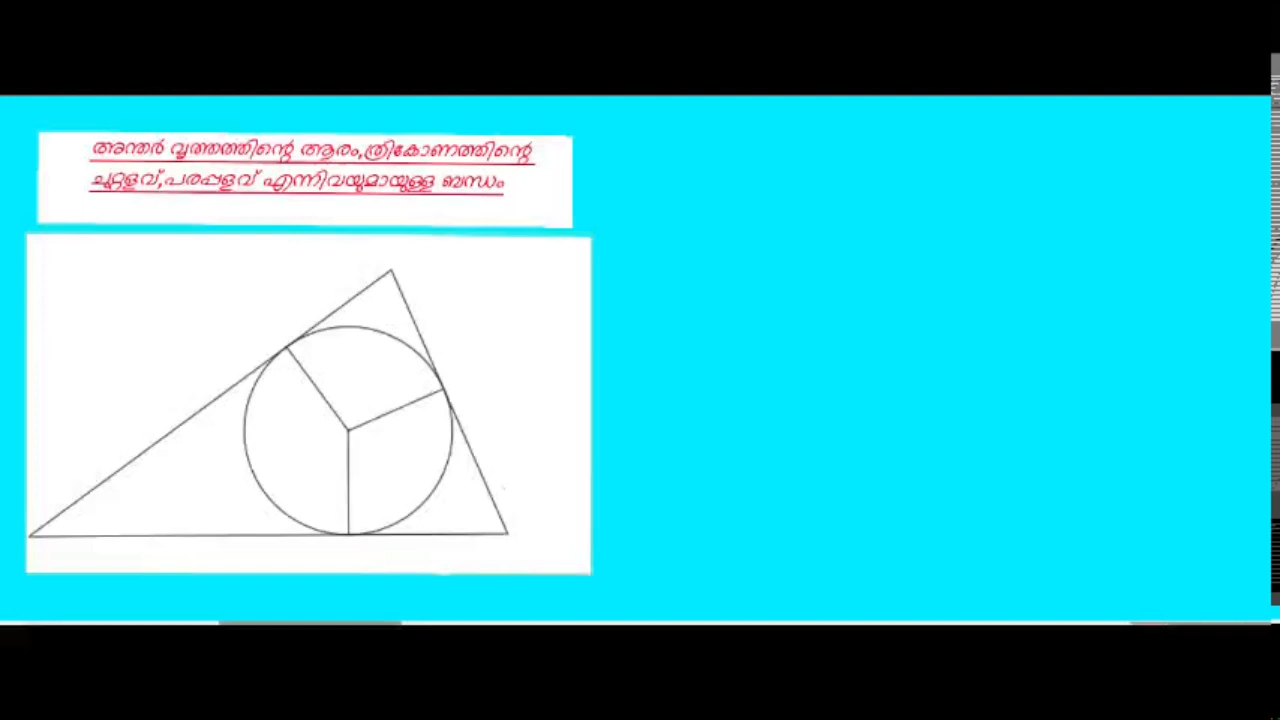 അന്തർ വൃത്തത്തിന്റെ ആരം,ത്രികോണത്തിന്റെ
ചുറ്റളവ്,പരപ്പളവ് എന്നിവയുമായുള്ള ബന്ധം